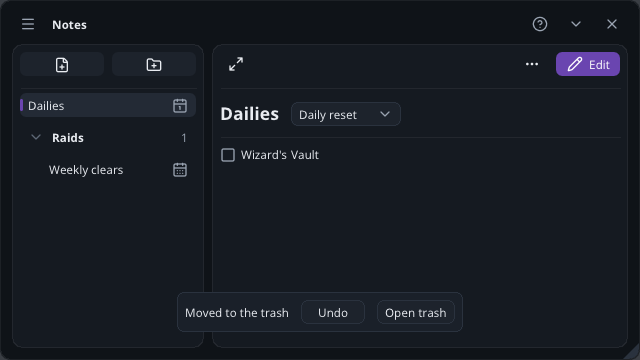 Notes
Edit
Dailies
Raids
1
Weekly clears
Dailies
Daily reset
Wizard's Vault
Moved to the trash
Undo
Open trash